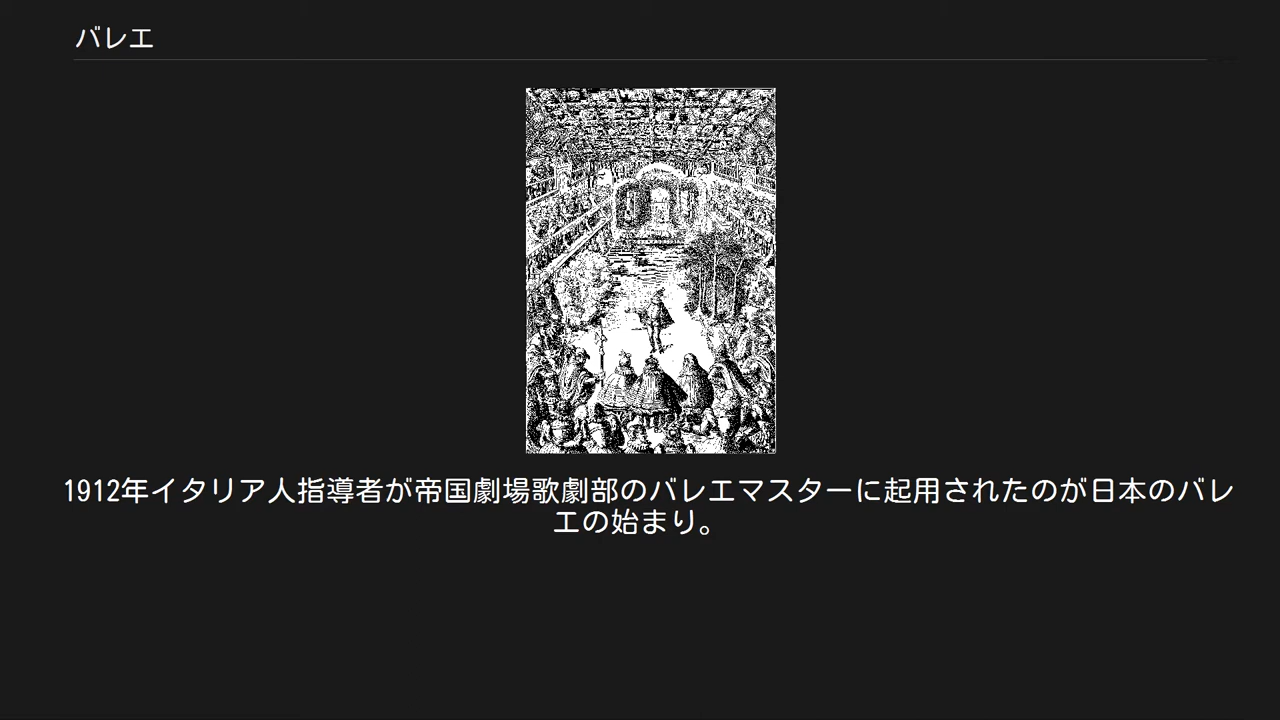 バレエ
1912年イタリア人指導者が帝国劇場歌劇部のバレエマスターに起用されたのが日本のバレ
エの始まり。